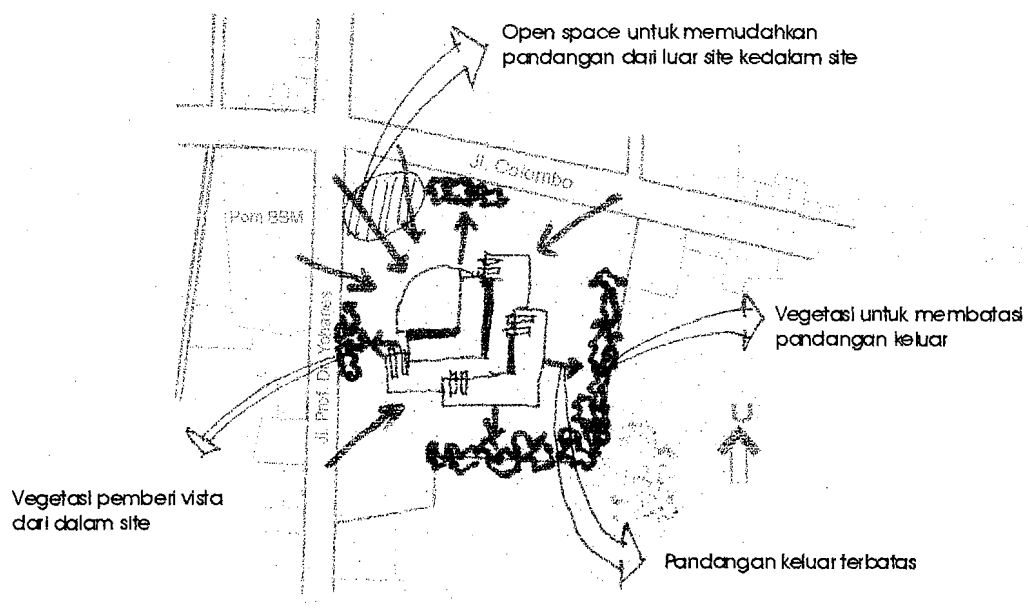 Open space untuk memudahkan
pandangan dari luar site kedalam site
Jl. Colombo
Pom BBM
Jl. Prof. Dr. Yohanes
Vegetasi untuk membatasi
pandangan keluar
U
Vegetasi pemberi vista
dari dalam site
Pandangan keluar terbatas